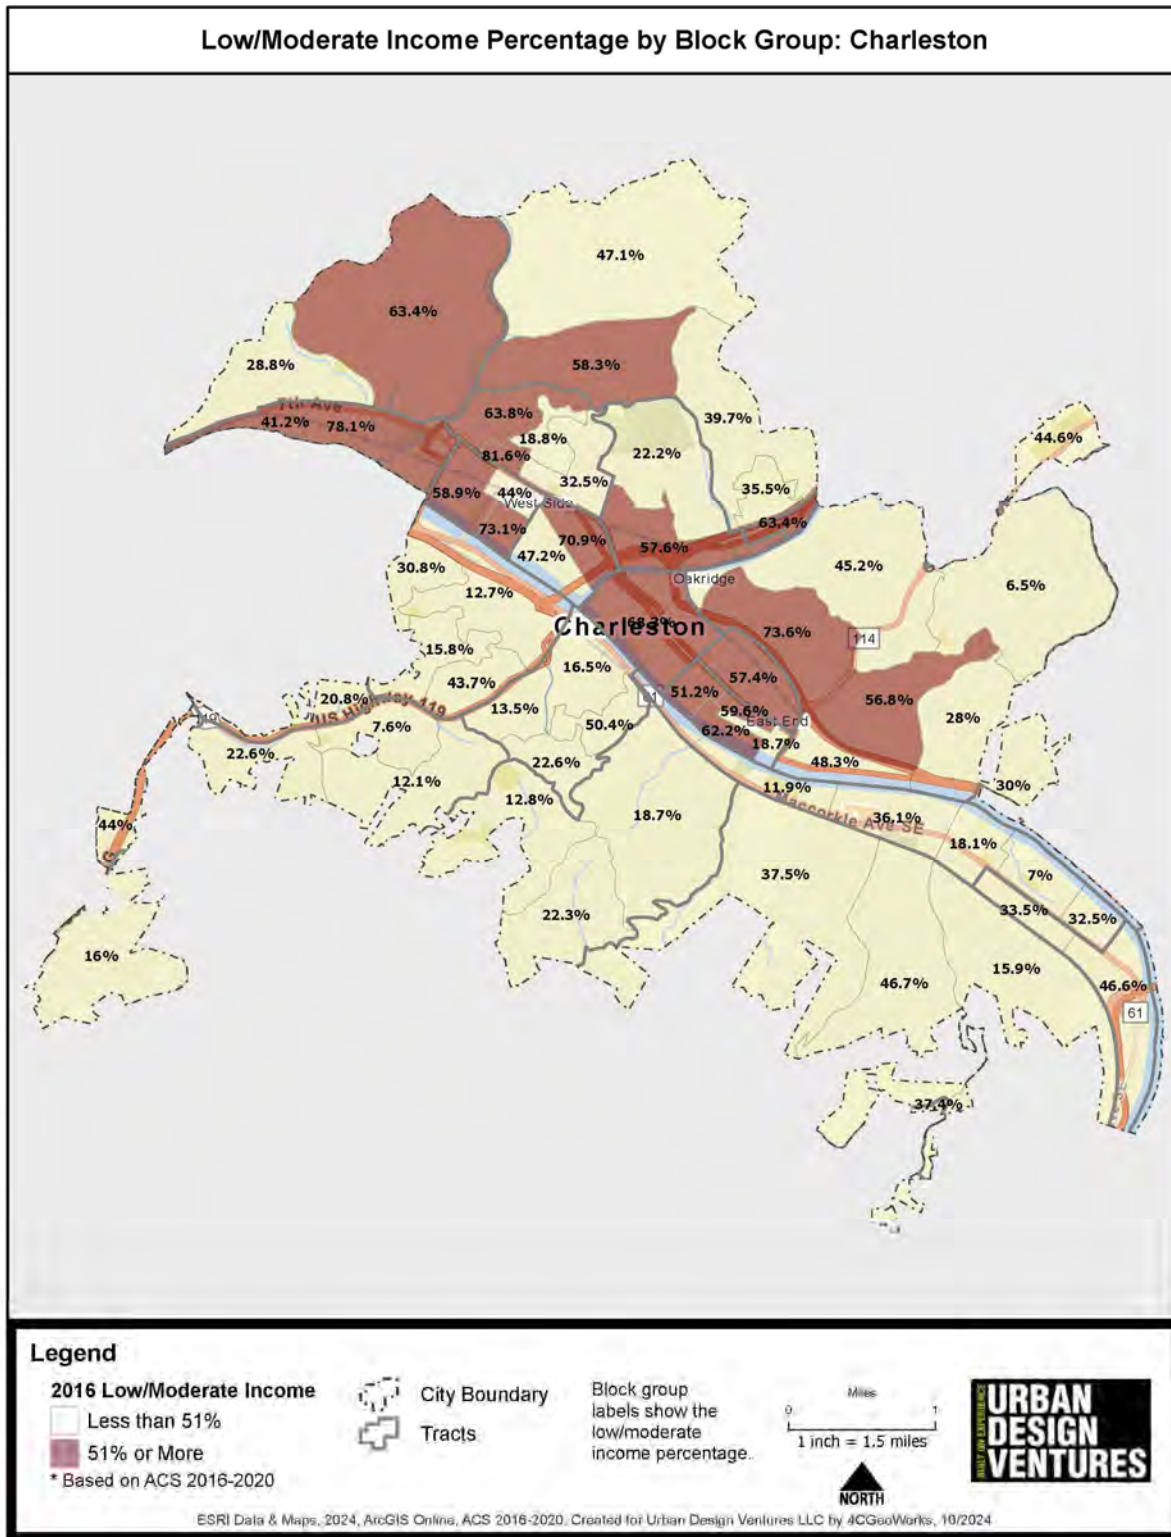 Low/Moderate Income Percentage by Block Group: Charleston
47.1%
63.4%
28.8%
58.3%
7th Ave
41.2%
78.1%
63.8%
39.7%
18.8%
44.6%
22.2%
81.6%
32.5%
35.5%
58.9%
44%
West Side
63.4%
73.1%
70.9%
57.6%
47.2%
30.8%
45.2%
12.7%
Oakridge
6.5%
Charleston
73.6%
114
15.8%
16.5%
57.4%
43.7%
51.2%
56.8%
20.8%
US Highway 119
13.5%
59.6%
7.6%
50.4%
East End
28%
62.2%
18.7%
22.6%
22.6%
48.3%
12.1%
11.9%
30%
12.8%
Maccorkle Ave SE
18.7%
36.1%
44%
18.1%
37.5%
7%
33.5%
22.3%
32.5%
16%
15.9%
46.7%
46.6%
61
37.4%
Legend
2016 Low/Moderate Income
Less than 51%
51% or More
* Based on ACS 2016-2020
City Boundary
Tracts
Block group
labels show the
low/moderate
income percentage.
Miles
0 1
1 inch = 1.5 miles
NORTH
BUILT ON EXPERIENCE
URBAN
DESIGN
VENTURES
ESRI Data & Maps, 2024, ArcGIS Online, ACS 2016-2020. Created for Urban Design Ventures LLC by 4CGeoWorks, 10/2024